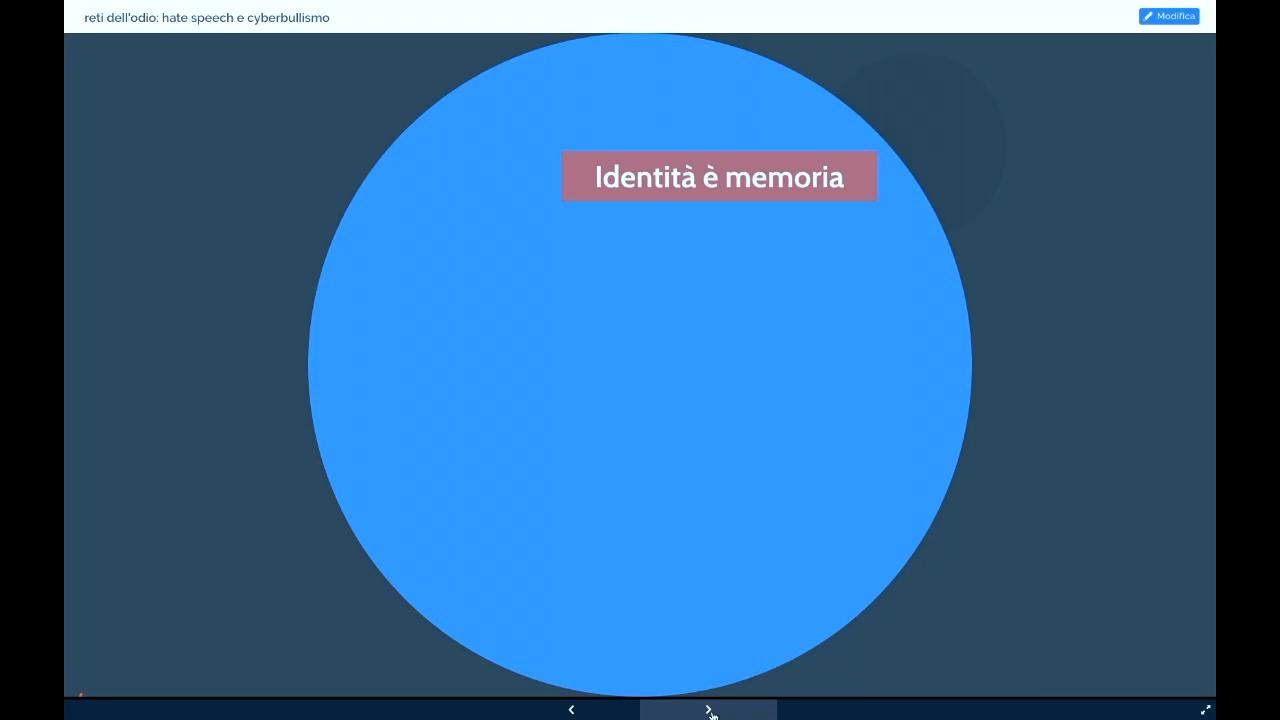 reti dell'odio: hate speech e cyberbullismo
Modifica
Identità è memoria